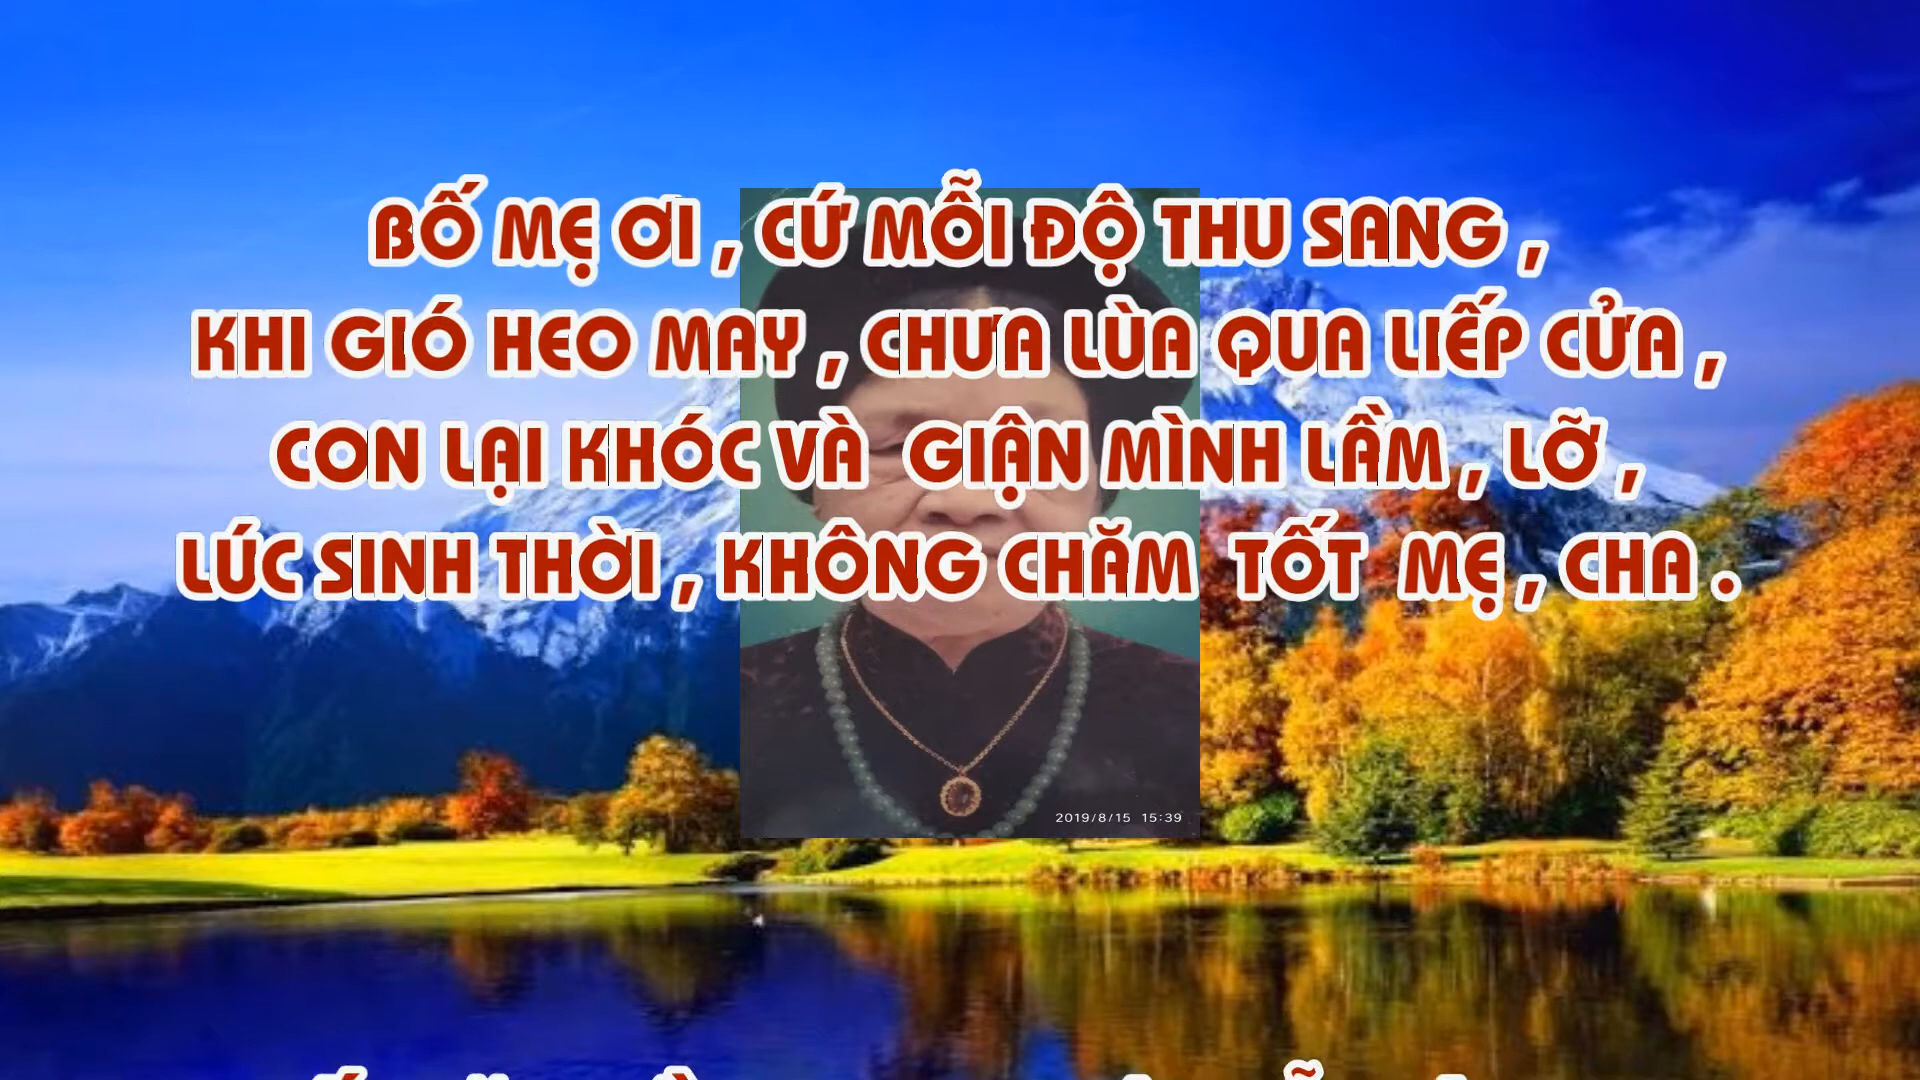 BỐ MẸ ƠI , CỨ MỖI ĐỘ THU SANG ,
KHI GIÓ HEO MAY , CHƯA LÙA QUA LIẾP CỬA ,
CON LẠI KHÓC VÀ GIẬN MÌNH LẦM , LỠ ,
LÚC SINH THỜI , KHÔNG CHĂM TỐT MẸ , CHA .
2019/8/15 15:39